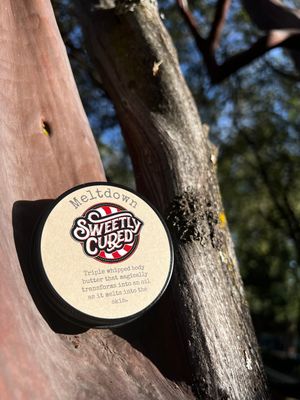 Meltdown
SWEETLY
CURED
Triple whipped body
butter that magically
transforms into an oil
as it melts into the
skin.